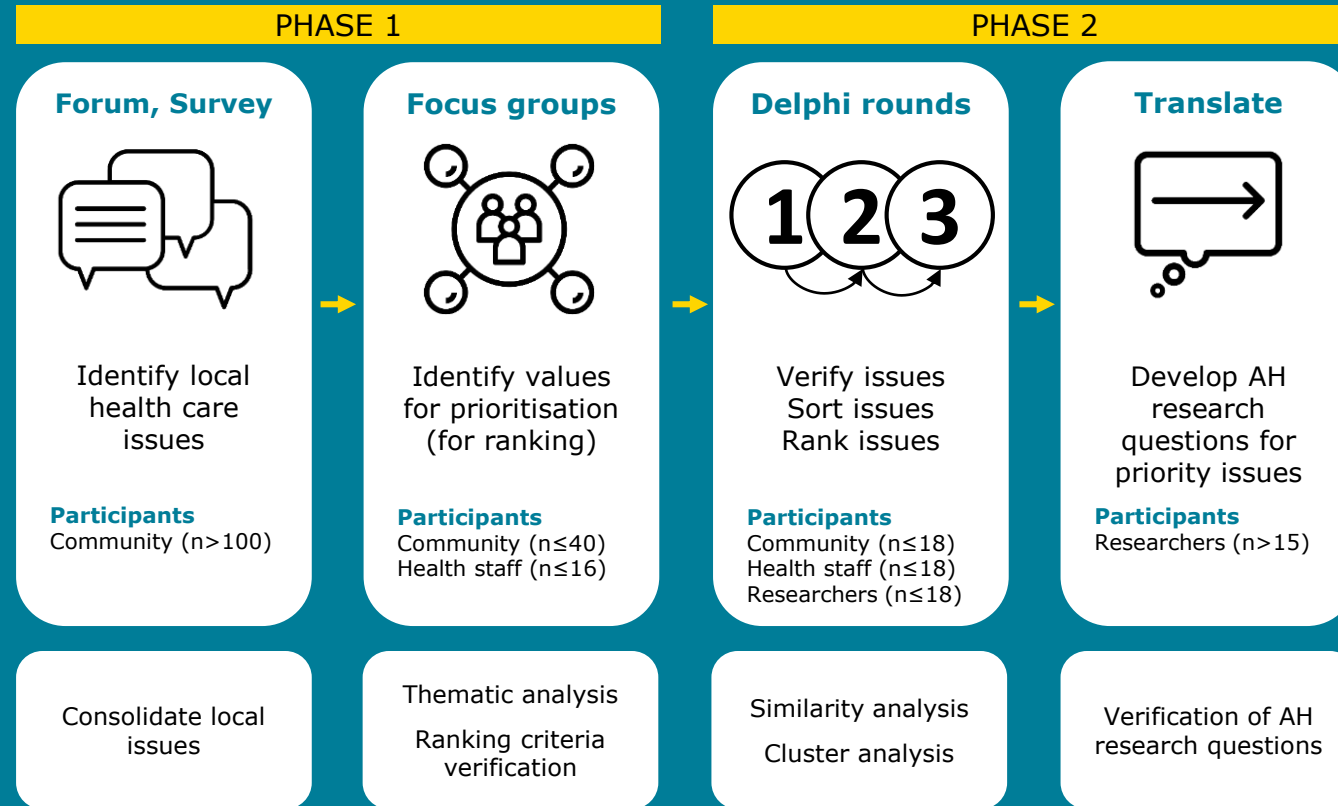 PHASE 1
PHASE 2
Forum, Survey
Identify local
health care
issues
Participants
Community (n>100)
Consolidate local
issues
Focus groups
Identify values
for prioritisation
(for ranking)
Participants
Community (n≤40)
Health staff (n≤16)
Thematic analysis
Ranking criteria
verification
Delphi rounds
1 2 3
Verify issues
Sort issues
Rank issues
Participants
Community (n≤18)
Health staff (n≤18)
Researchers (n≤18)
Similarity analysis
Cluster analysis
Translate
Develop AH
research
questions for
priority issues
Participants
Researchers (n>15)
Verification of AH
research questions